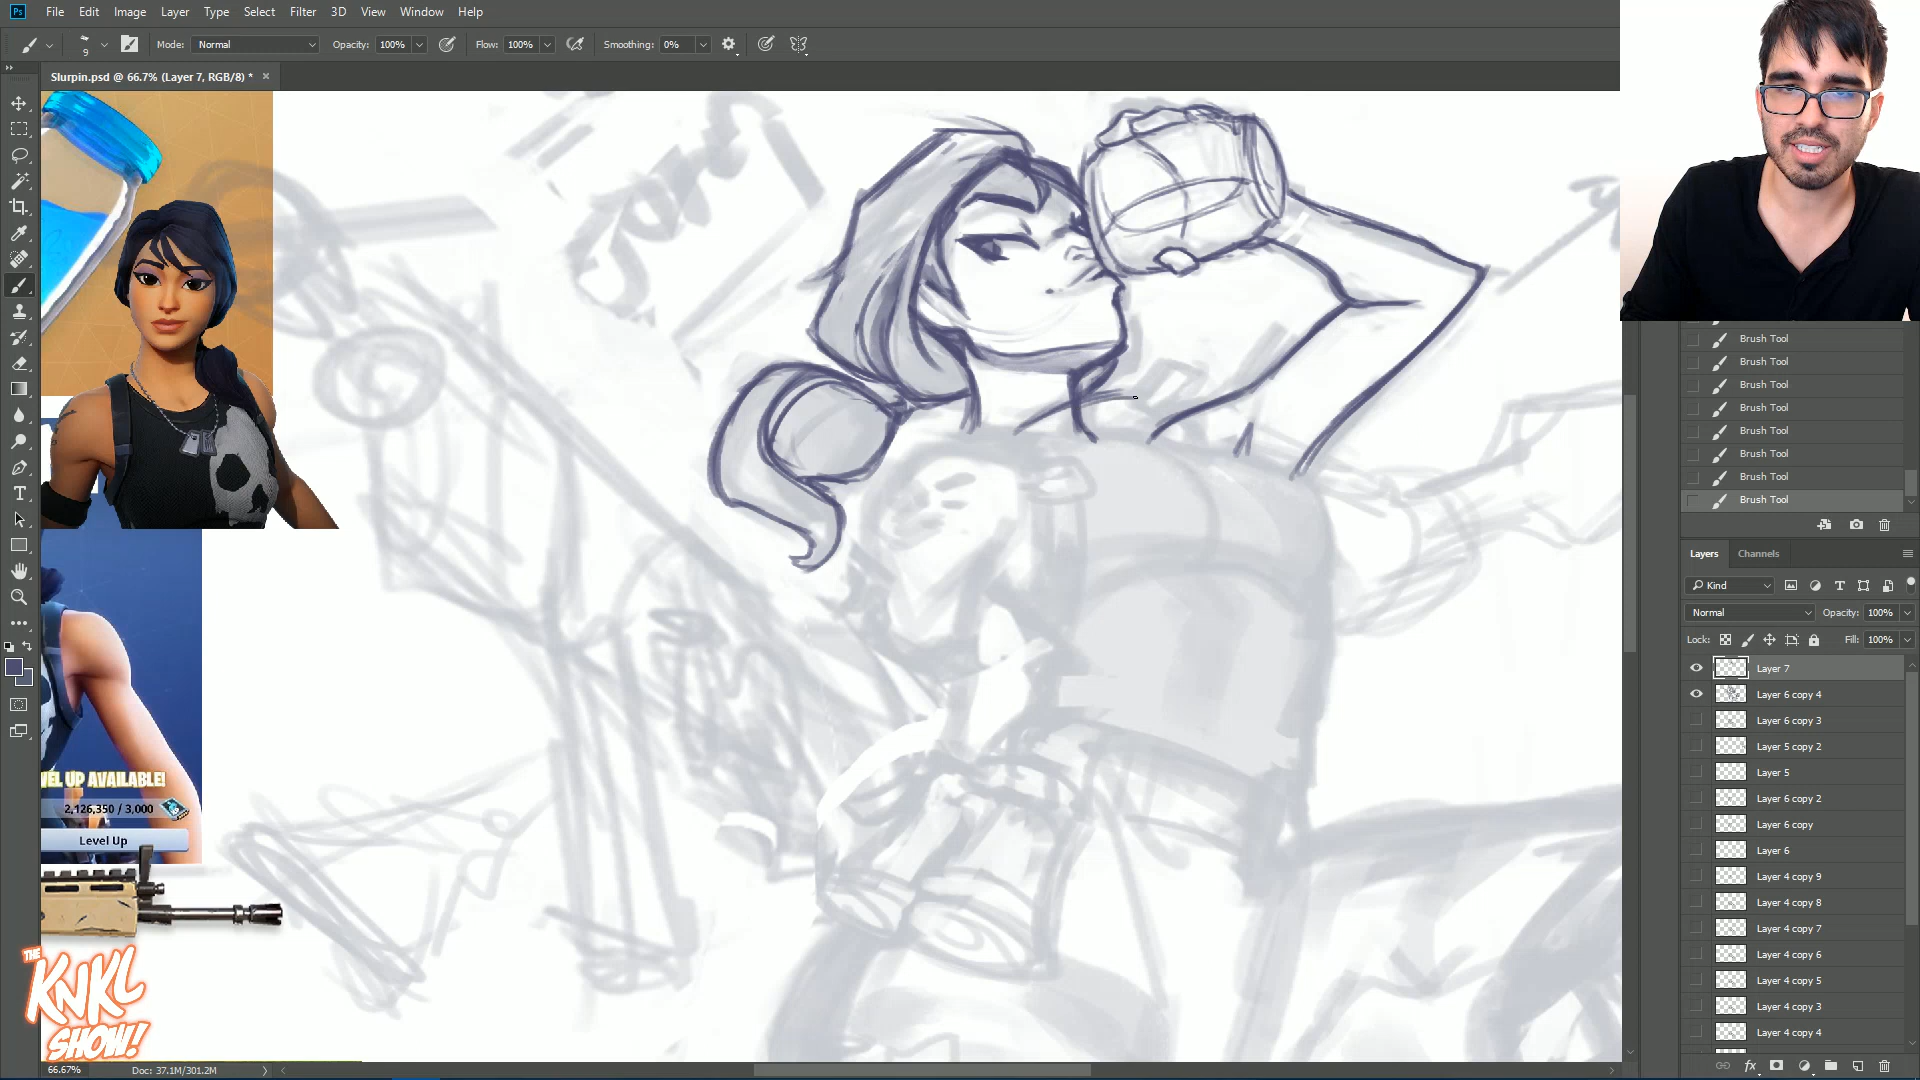 Ps File Edit Image Layer Type Select Filter 3D View Window Help
9 Mode: Normal Opacity: 100% Flow: 100% Smoothing: 0%
Slurpin.psd @ 66.7% (Layer 7, RGB/8) *
Brush Tool
Brush Tool
Brush Tool
Brush Tool
Brush Tool
Brush Tool
Brush Tool
Brush Tool
Layers Channels
Kind
Normal Opacity: 100%
Lock: Fill: 100%
Layer 7
Layer 6 copy 4
Layer 6 copy 3
Layer 5 copy 2
Layer 5
Layer 6 copy 2
Layer 6 copy
Layer 6
Layer 4 copy 9
Layer 4 copy 8
Layer 4 copy 7
Layer 4 copy 6
Layer 4 copy 5
Layer 4 copy 3
Layer 4 copy 4
VEL UP AVAILABLE!
2,126,350 / 3,000
Level Up
THE
KNKL
SHOW!
66.67% Doc: 37.1M/301.2M